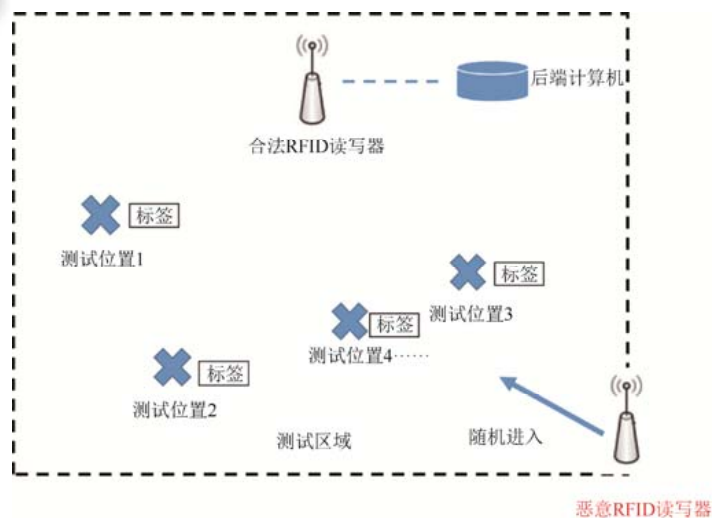 后端计算机
合法RFID读写器
标签
测试位置1
标签
测试位置3
标签
测试位置4……
标签
测试位置2
测试区域
随机进入
恶意RFID读写器